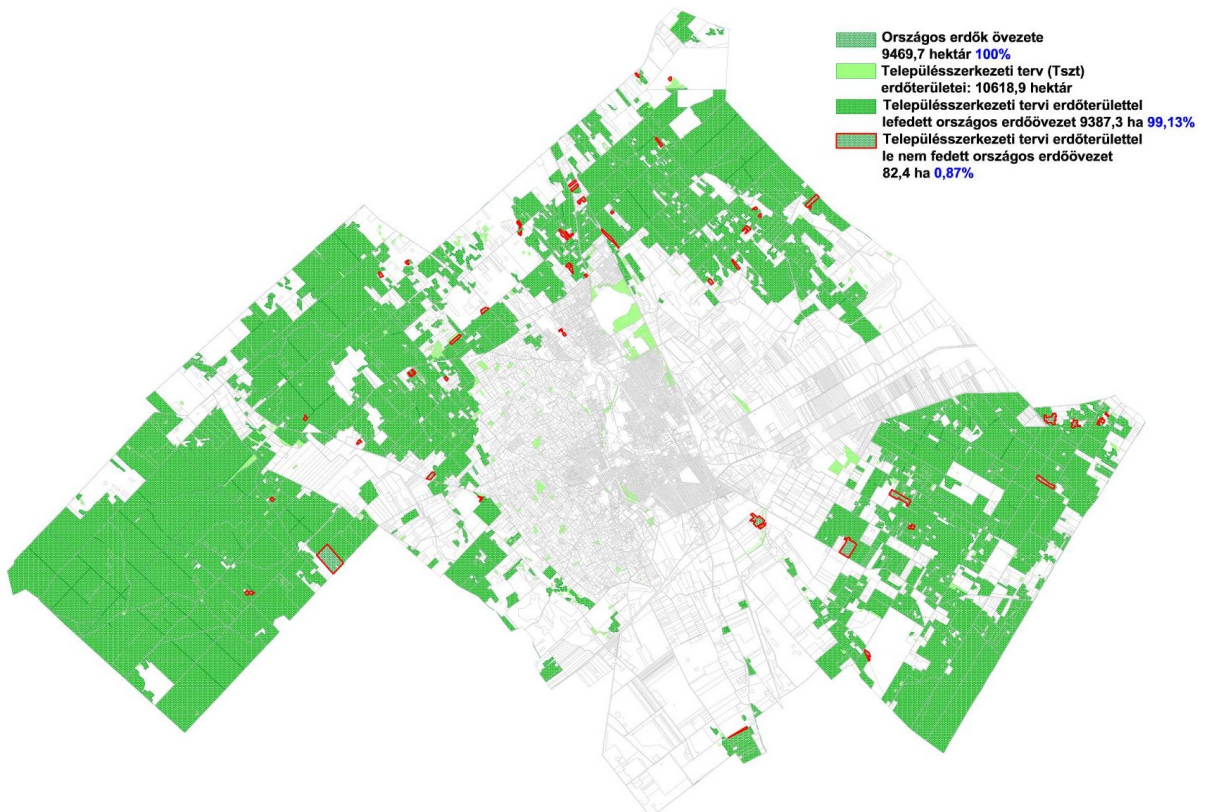 Országos erdők övezete
9469,7 hektár 100%
Településszerkezeti terv (Tszt)
erdőterületei: 10618,9 hektár
Településszerkezeti tervi erdőterülettel
lefedett országos erdőövezet 9387,3 ha 99,13%
Településszerkezeti tervi erdőterülettel
le nem fedett országos erdőövezet
82,4 ha 0,87%